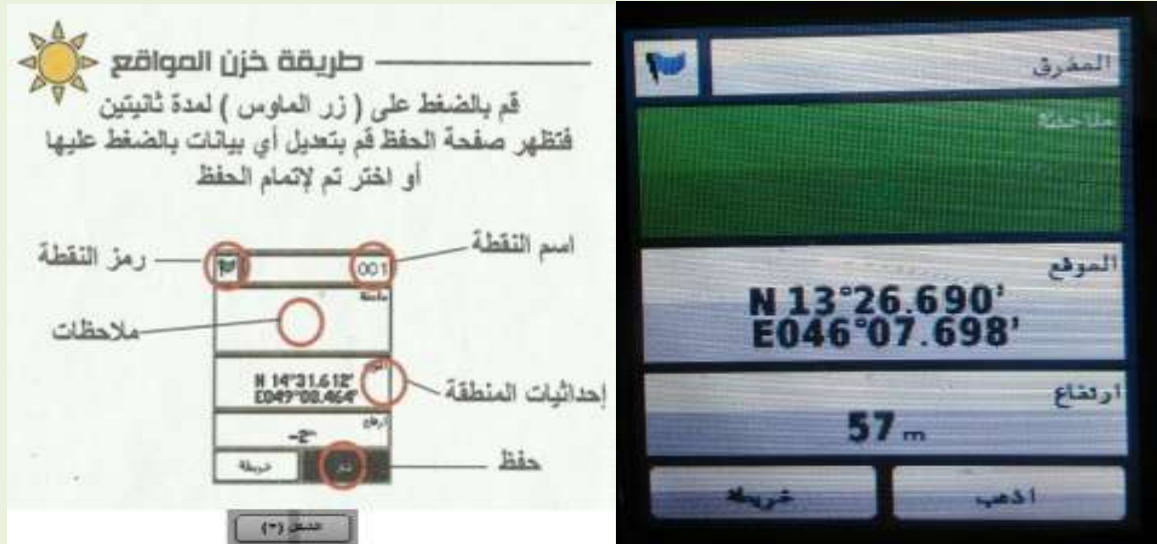 طريقة خزن المواقع
قم بالضغط على ( زر الماوس ) لمدة ثانيتين
فتظهر صفحة الحفظ قم بتعديل أي بيانات بالضغط عليها
أو اختر تم لإتمام الحفظ
اسم النقطة
رمز النقطة
001
ملاحظات
N 14°31.612'
E049°08.464'
إحداثيات المنطقة
حفظ
خريطة
المفرق
ملاحظة
الموقع
N 13°26.690'
E046°07.698'
ارتفاع
57 m
خريطة
اذهب